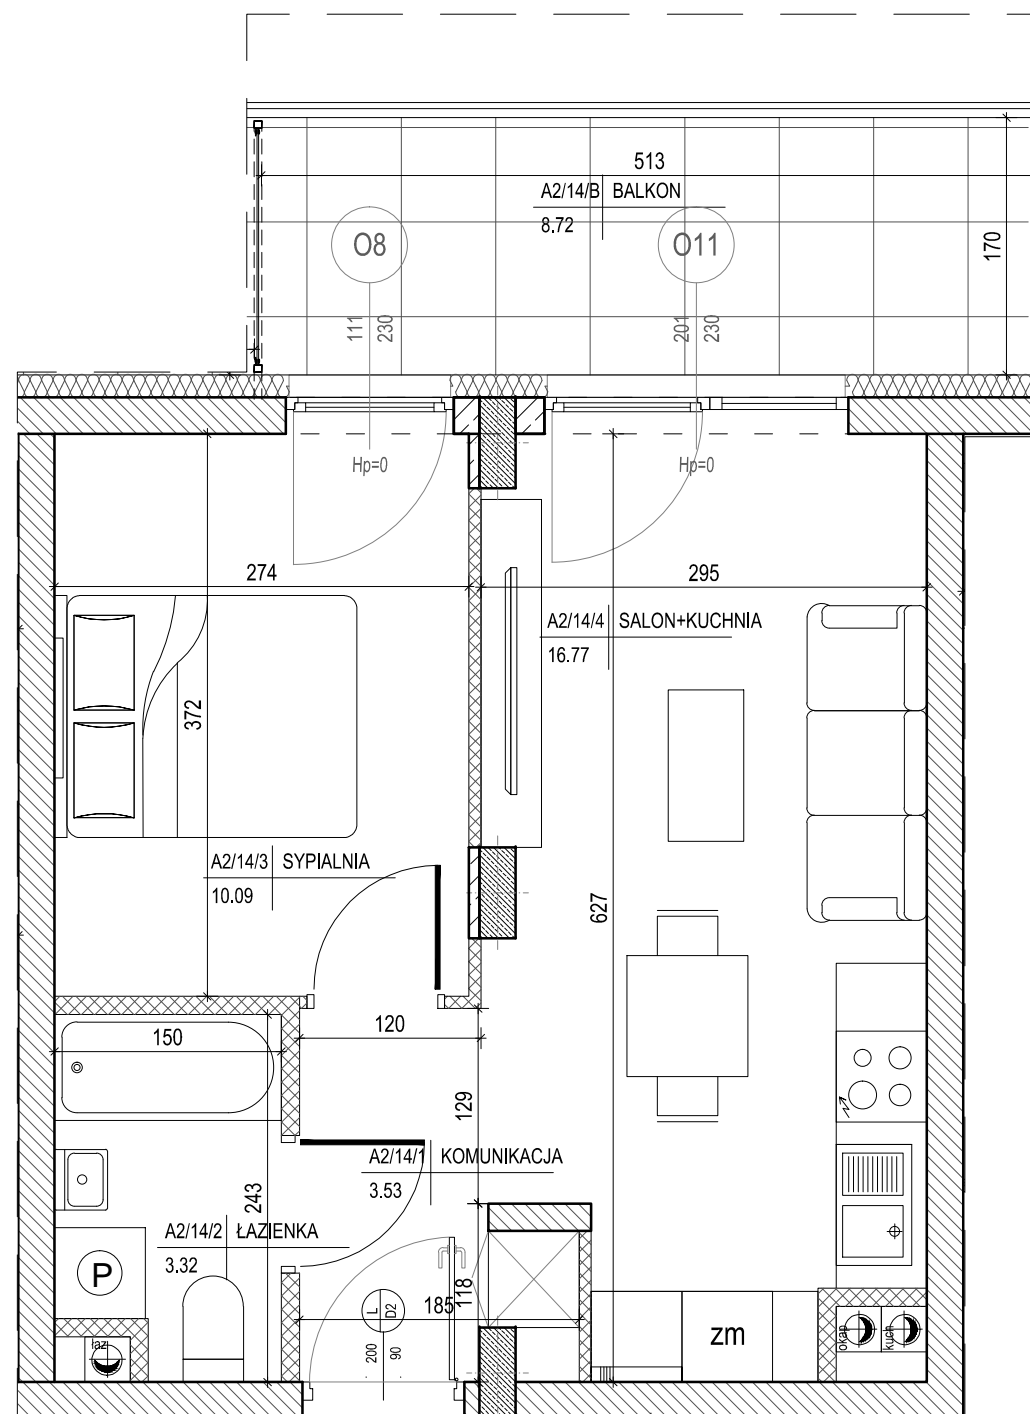 513
A2/14/B BALKON
8.72
170
O8
O11
111
230
201
230
Hp=0
Hp=0
274
295
A2/14/4 SALON+KUCHNIA
16.77
372
A2/14/3 SYPIALNIA
10.09
627
150
120
129
A2/14/1 KOMUNIKACJA
3.53
243
A2/14/2 ŁAZIENKA
3.32
P
łaz
L
D2
200
90
185
118
zm
okap
kuch